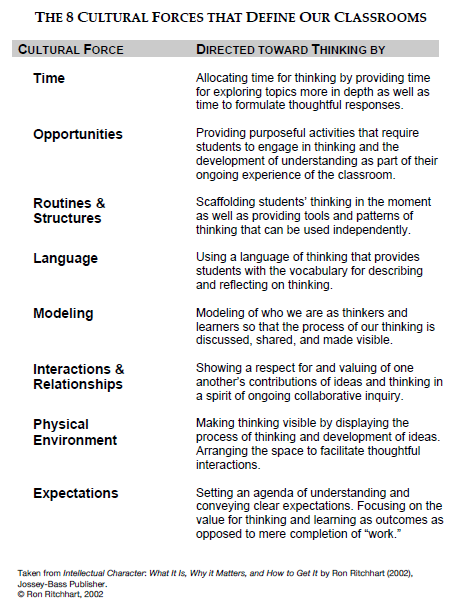 THE 8 CULTURAL FORCES THAT DEFINE OUR CLASSROOMS
CULTURAL FORCE DIRECTED TOWARD THINKING BY
Time
Allocating time for thinking by providing time
for exploring topics more in depth as well as
time to formulate thoughtful responses.
Opportunities
Providing purposeful activities that require
students to engage in thinking and the
development of understanding as part of their
ongoing experience of the classroom.
Routines &
Structures
Scaffolding students' thinking in the moment
as well as providing tools and patterns of
thinking that can be used independently.
Language
Using a language of thinking that provides
students with the vocabulary for describing
and reflecting on thinking.
Modeling
Modeling of who we are as thinkers and
learners so that the process of our thinking is
discussed, shared, and made visible.
Interactions &
Relationships
Showing a respect for and valuing of one
another's contributions of ideas and thinking in
a spirit of ongoing collaborative inquiry.
Physical
Environment
Making thinking visible by displaying the
process of thinking and development of ideas.
Arranging the space to facilitate thoughtful
interactions.
Expectations
Setting an agenda of understanding and
conveying clear expectations. Focusing on the
value for thinking and learning as outcomes as
opposed to mere completion of "work."
Taken from Intellectual Character: What It Is, Why it Matters, and How to Get It by Ron Ritchhart (2002),
Jossey-Bass Publisher.
© Ron Ritchhart, 2002